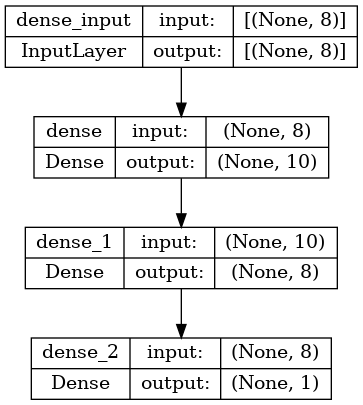 dense_input input: [(None, 8)]
InputLayer output: [(None, 8)]
dense input: (None, 8)
Dense output: (None, 10)
dense_1 input: (None, 10)
Dense output: (None, 8)
dense_2 input: (None, 8)
Dense output: (None, 1)